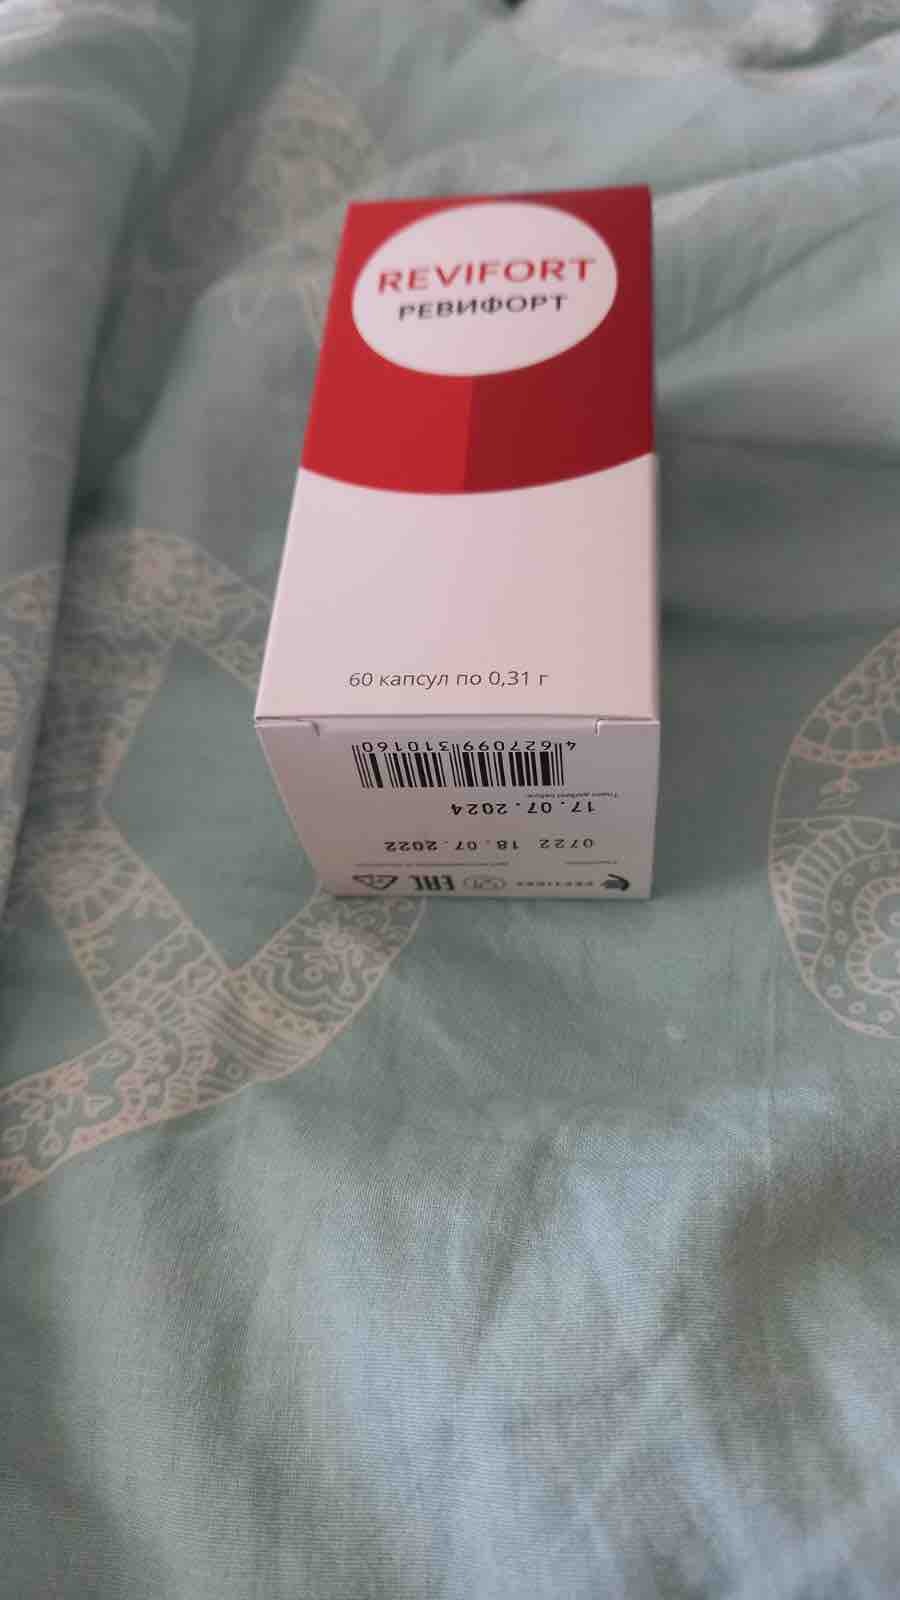 REVIFORT
РЕВИФОРТ
60 капсул по 0,31 г
0722 18.07.2022
17.07.2024
4627099310160